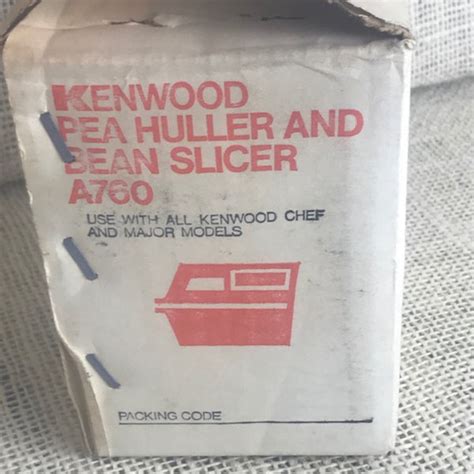 KENWOOD
PEA HULLER AND
BEAN SLICER
A760
USE WITH ALL KENWOOD CHEF
AND MAJOR MODELS
PACKING CODE